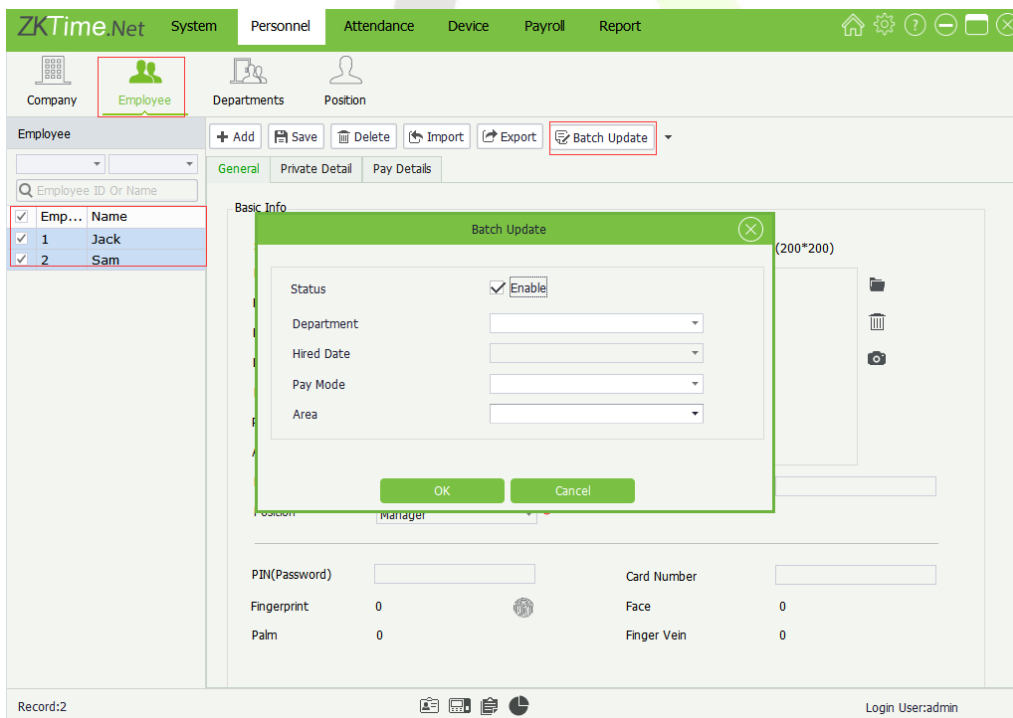 ZKTime.Net System Personnel Attendance Device Payroll Report
Company Employee Departments Position
Employee
Add Save Delete Import Export Batch Update
General Private Detail Pay Details
Employee ID Or Name
Emp... Name
1 Jack
2 Sam
Basic Info
(200*200)
Batch Update
Status Enable
Department
Hired Date
Pay Mode
Area
OK Cancel
Position Manager
PIN(Password) Card Number
Fingerprint 0 Face 0
Palm 0 Finger Vein 0
Record:2 Login User:admin